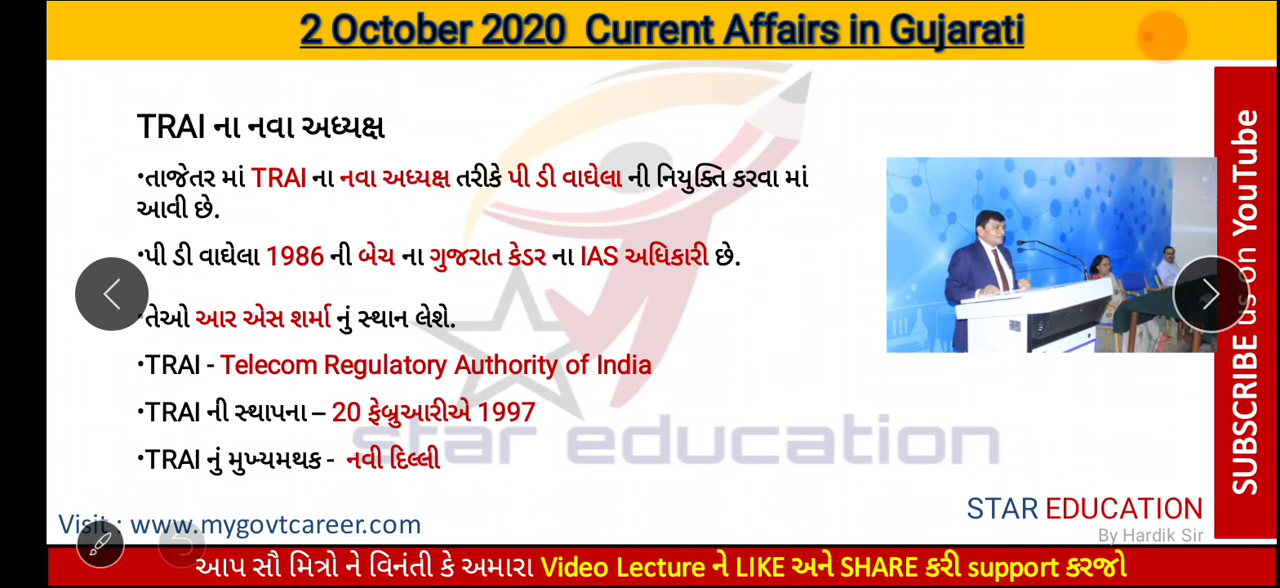 2 October 2020 Current Affairs in Gujarati
TRAI ના નવા અધ્યક્ષ
•તાજેતર માં TRAI ના નવા અધ્યક્ષ તરીકે પી ડી વાઘેલા ની નિયુક્તિ કરવા માં
આવી છે.
•પી ડી વાઘેલા 1986 ની બેચ ના ગુજરાત કેડર ના IAS અધિકારી છે.
•તેઓ આર એસ શર્મા નું સ્થાન લેશે.
•TRAI - Telecom Regulatory Authority of India
•TRAI ની સ્થાપના – 20 ફેબ્રુઆરીએ 1997
•TRAI નું મુખ્યમથક - નવી દિલ્લી
star education
SUBSCRIBE us on YouTube
STAR EDUCATION
By Hardik Sir
Visit : www.mygovtcareer.com
આપ સૌ મિત્રો ને વિનંતી કે અમારા Video Lecture ને LIKE અને SHARE કરી support કરજો